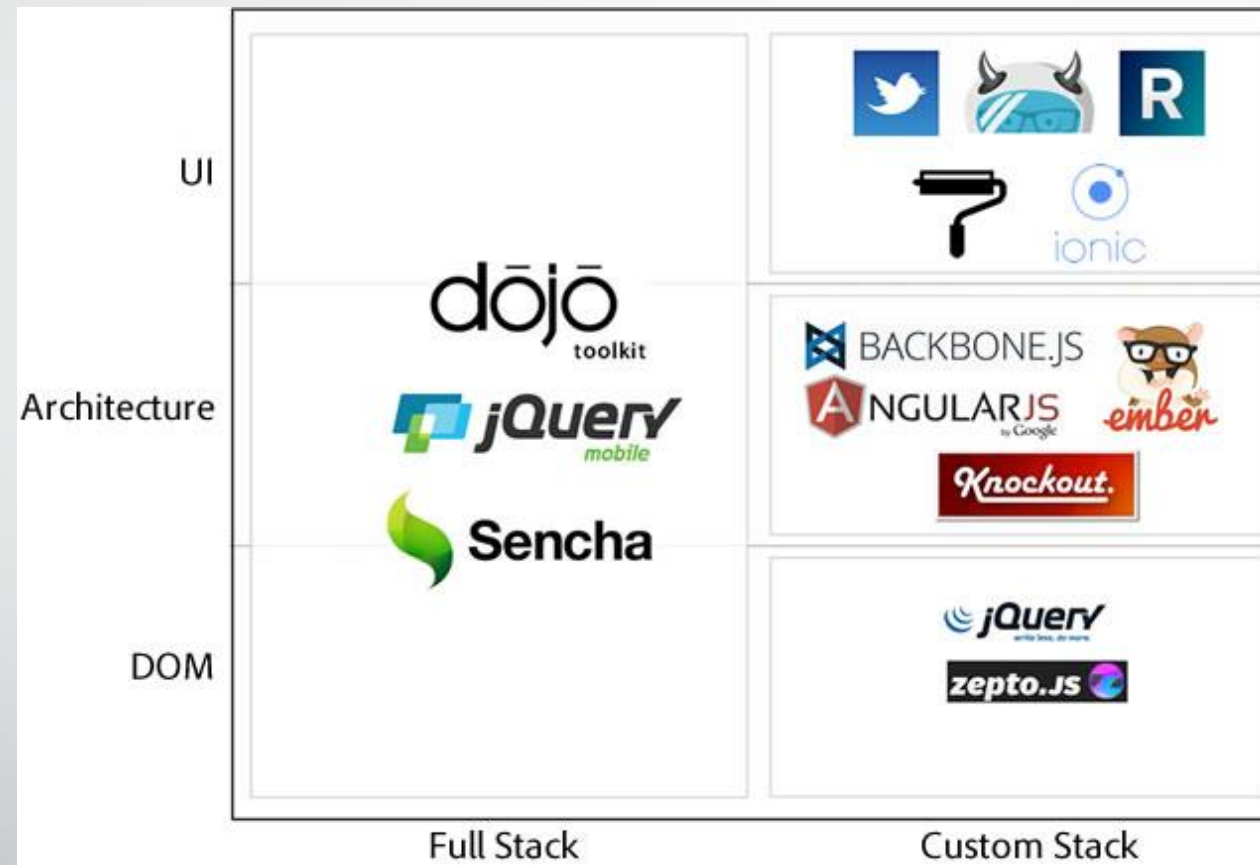 UI
R
ionic
dōjō
toolkit
Architecture
BACKBONE.JS
ANGULARJS
by Google
ember
jQuery
mobile
Knockout.
Sencha
DOM
jQuery
write less, do more.
zepto.JS
Full Stack
Custom Stack